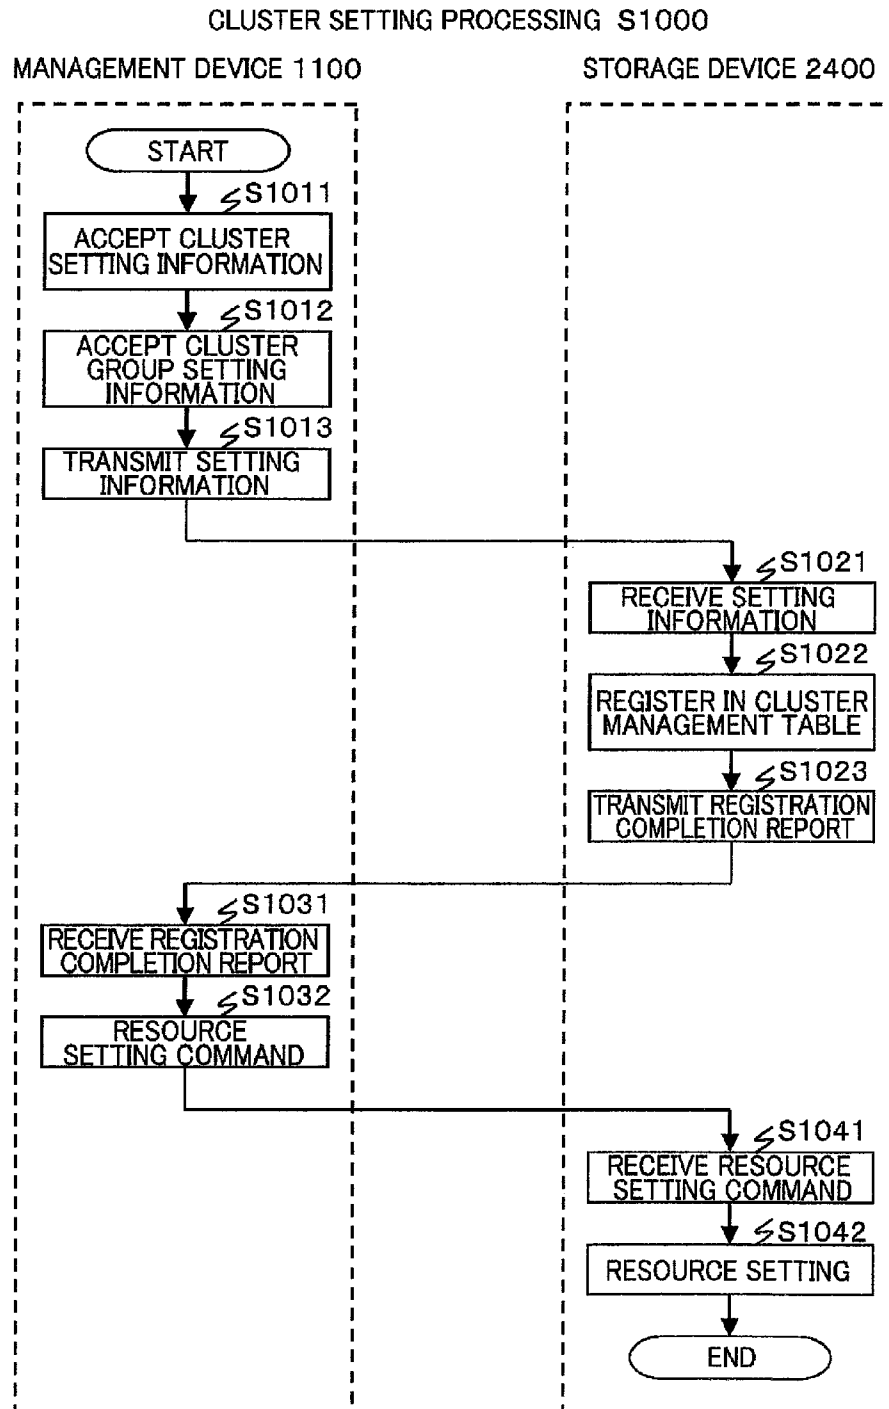 CLUSTER SETTING PROCESSING S1000
MANAGEMENT DEVICE 1100
STORAGE DEVICE 2400
START
S1011
ACCEPT CLUSTER
SETTING INFORMATION
S1012
ACCEPT CLUSTER
GROUP SETTING
INFORMATION
S1013
TRANSMIT SETTING
INFORMATION
S1021
RECEIVE SETTING
INFORMATION
S1022
REGISTER IN CLUSTER
MANAGEMENT TABLE
S1023
TRANSMIT REGISTRATION
COMPLETION REPORT
S1031
RECEIVE REGISTRATION
COMPLETION REPORT
S1032
RESOURCE
SETTING COMMAND
S1041
RECEIVE RESOURCE
SETTING COMMAND
S1042
RESOURCE SETTING
END